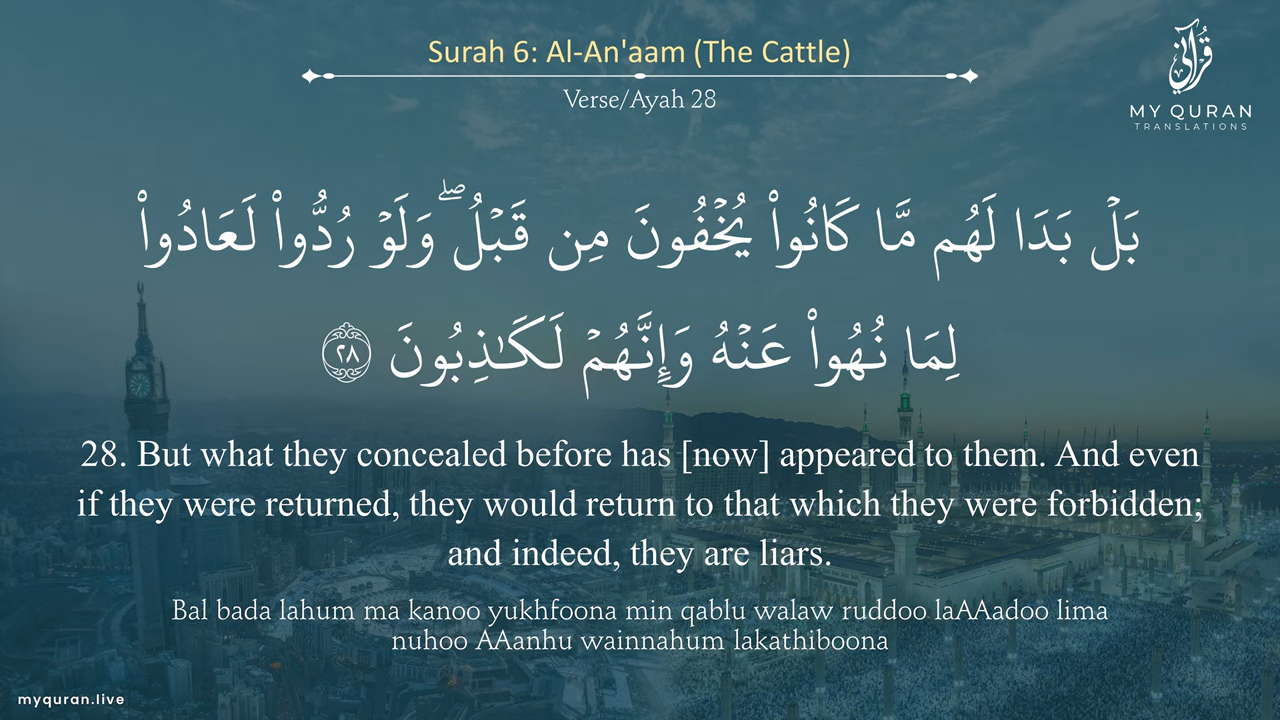 Surah 6: Al-An'aam (The Cattle)
Verse/Ayah 28
قرآني
MY QURAN
TRANSLATIONS
بَلْ بَدَا لَهُم مَّا كَانُوا۟ يُخْفُونَ مِن قَبْلُ ۖ وَلَوْ رُدُّوا۟ لَعَادُوا۟
لِمَا نُهُوا۟ عَنْهُ وَإِنَّهُمْ لَكَـٰذِبُونَ ٢٨
28. But what they concealed before has [now] appeared to them. And even
if they were returned, they would return to that which they were forbidden;
and indeed, they are liars.
Bal bada lahum ma kanoo yukhfoona min qablu walaw ruddoo laAAadoo lima
nuhoo AAanhu wainnahum lakathiboona
myquran.live